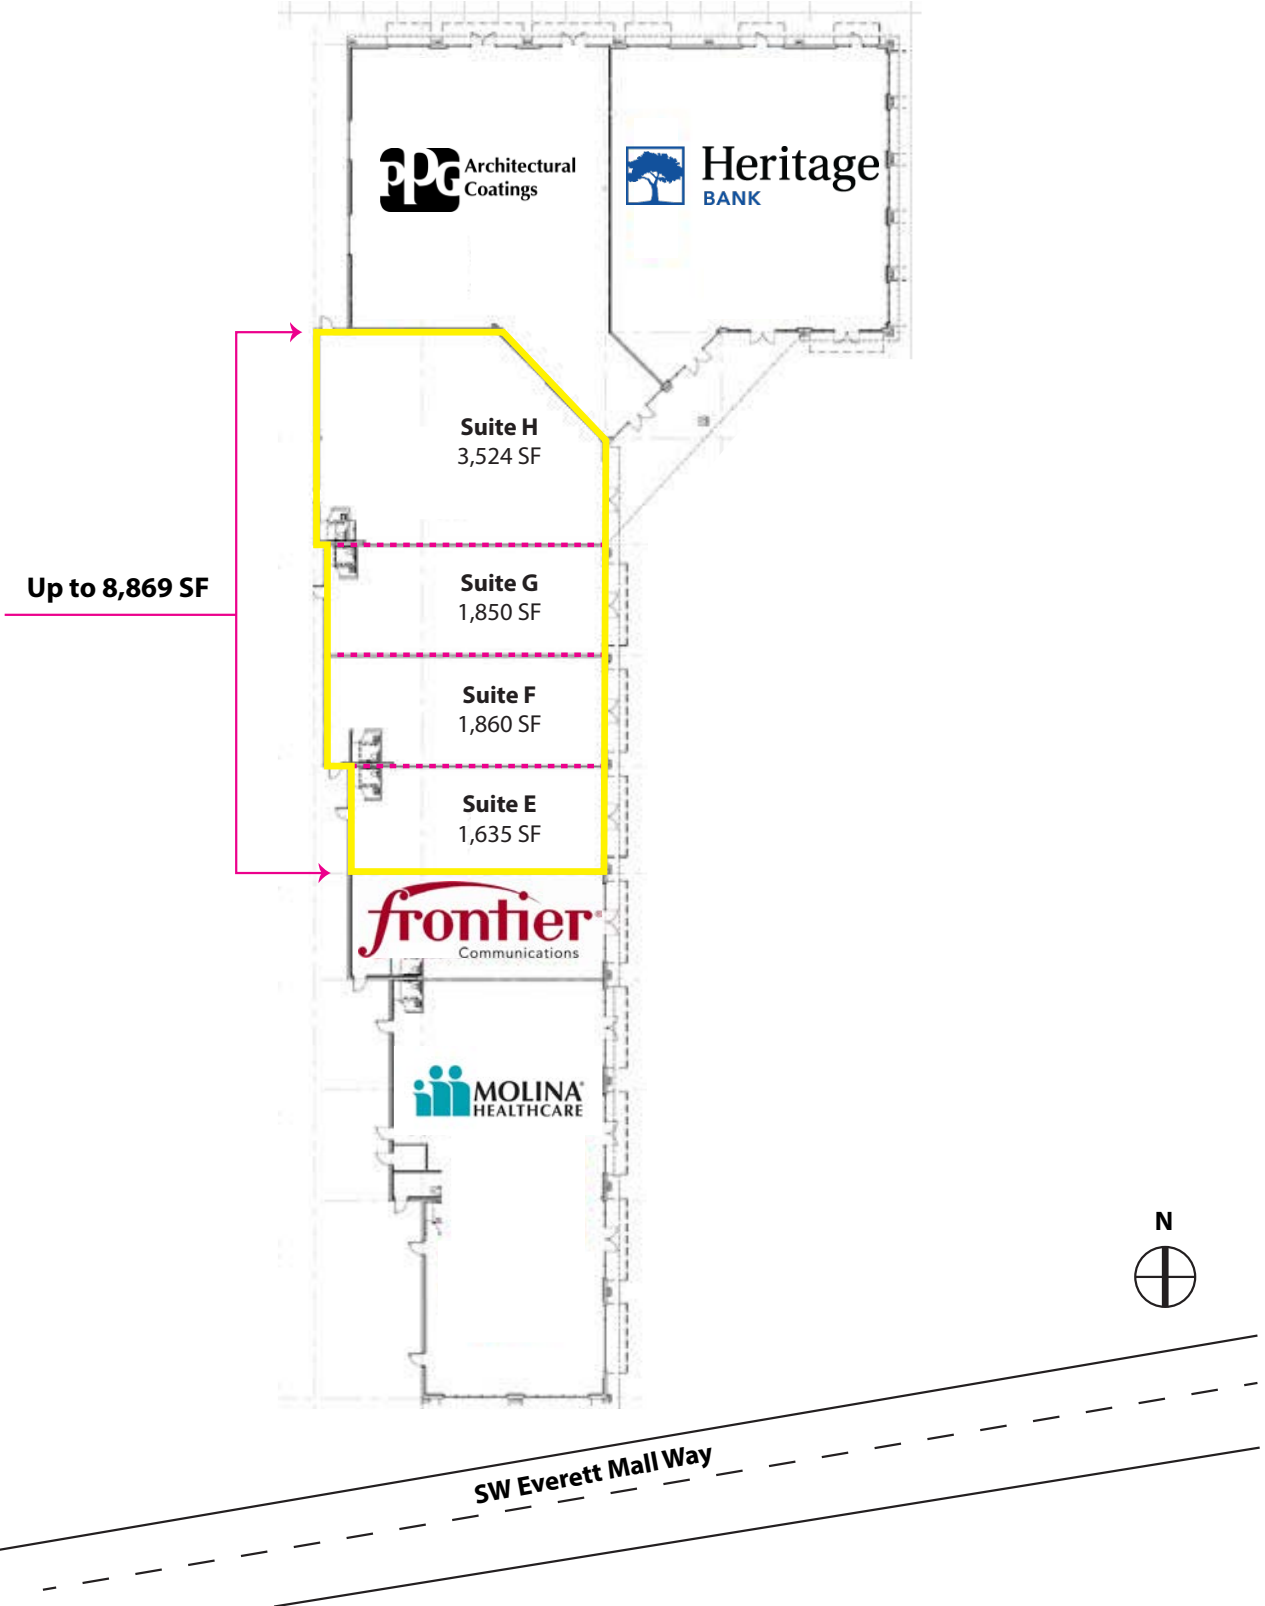 ppg Architectural
Coatings
Heritage
BANK
Suite H
3,524 SF
Up to 8,869 SF
Suite G
1,850 SF
Suite F
1,860 SF
Suite E
1,635 SF
frontier®
Communications
MOLINA®
HEALTHCARE
N
SW Everett Mall Way